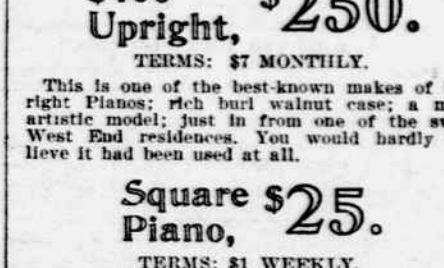 Upright, $250.
TERMS: $7 MONTHLY.
This is one of the best-known makes of
right Pianos; rich burl walnut case; a
artistic model; just in from one of the
West End residences. You would hardly
lieve it had been used at all.
Square $25.
Piano,
TERMS: $1 WEEKLY.